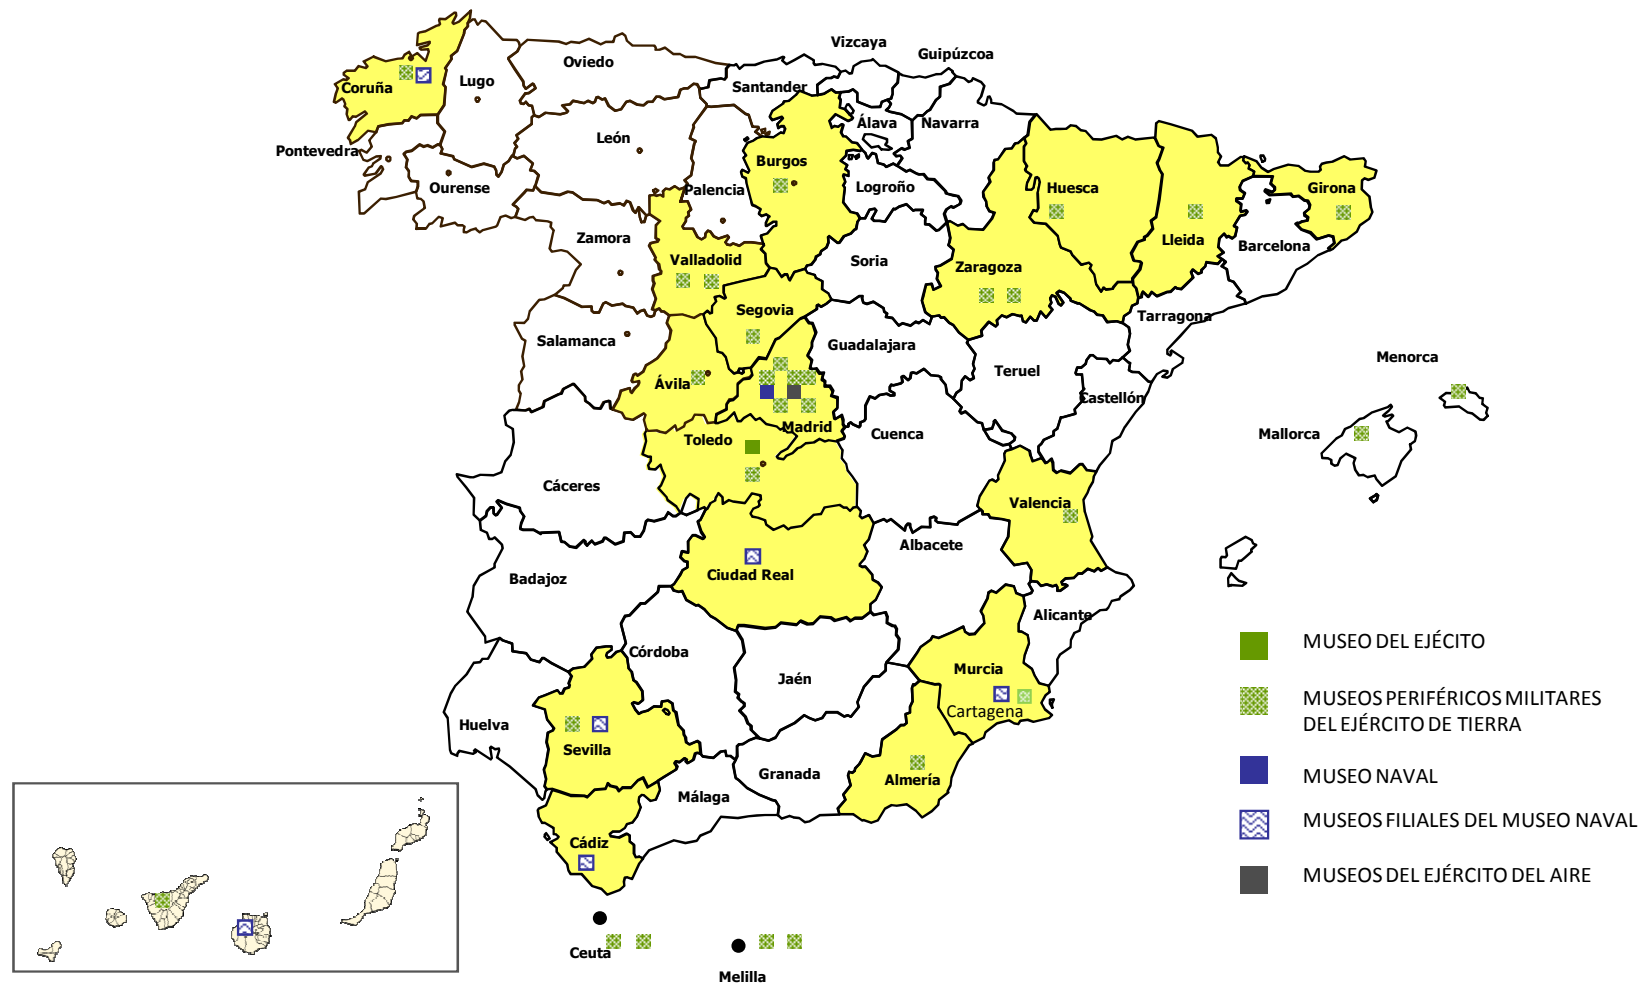 Vizcaya
Guipúzcoa
Oviedo
Santander
Coruña
Lugo
Álava
Navarra
León
Pontevedra
Burgos
Ourense
Palencia
Logroño
Huesca
Girona
Zamora
Lleida
Barcelona
Valladolid
Soria
Zaragoza
Segovia
Tarragona
Salamanca
Guadalajara
Menorca
Ávila
Teruel
Castellón
Madrid
Toledo
Cuenca
Mallorca
Cáceres
Valencia
Albacete
Badajoz
Ciudad Real
Alicante
Córdoba
Murcia
Jaén
Cartagena
Huelva
Sevilla
Granada
Almería
Málaga
Cádiz
Ceuta
Melilla
MUSEO DEL EJÉCITO
MUSEOS PERIFÉRICOS MILITARES
DEL EJÉRCITO DE TIERRA
MUSEO NAVAL
MUSEOS FILIALES DEL MUSEO NAVAL
MUSEOS DEL EJÉRCITO DEL AIRE